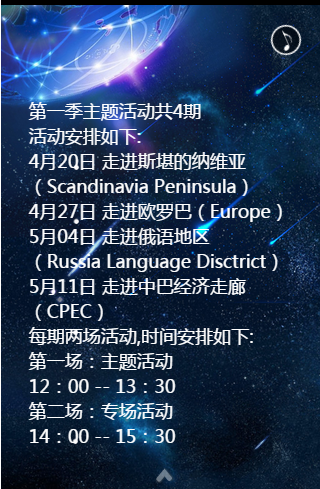 第一季主题活动共4期
活动安排如下:
4月20日 走进斯堪的纳维亚
（Scandinavia Peninsula）
4月27日 走进欧罗巴（Europe）
5月04日 走进俄语地区
（Russia Language Disctrict）
5月11日 走进中巴经济走廊
（CPEC）
每期两场活动,时间安排如下:
第一场：主题活动
12：00 -- 13：30
第二场：专场活动
14：00 -- 15：30